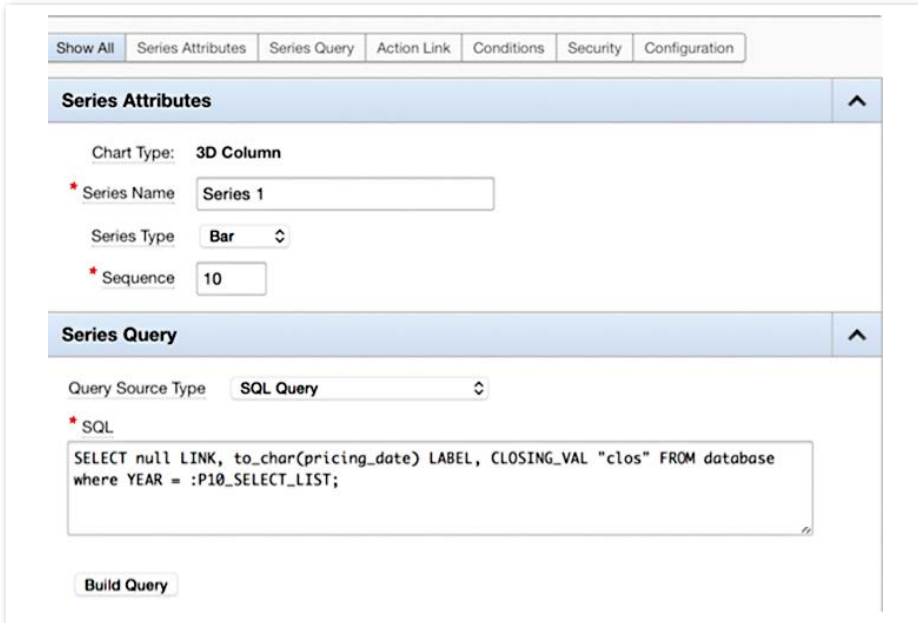 Show All Series Attributes Series Query Action Link Conditions Security Configuration
Series Attributes
Chart Type: 3D Column
* Series Name Series 1
Series Type Bar
* Sequence 10
Series Query
Query Source Type SQL Query
* SQL
SELECT null LINK, to_char(pricing_date) LABEL, CLOSING_VAL "clos" FROM database
where YEAR = :P10_SELECT_LIST;
Build Query